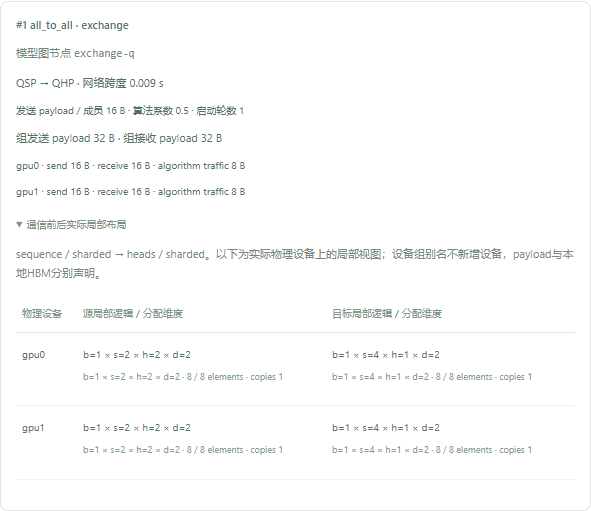 #1 all_to_all · exchange
模型图节点 exchange-q
QSP → QHP · 网络跨度 0.009 s
发送 payload / 成员 16 B · 算法系数 0.5 · 启动轮数 1
组发送 payload 32 B · 组接收 payload 32 B
gpu0 · send 16 B · receive 16 B · algorithm traffic 8 B
gpu1 · send 16 B · receive 16 B · algorithm traffic 8 B
▼ 通信前后实际局部布局
sequence / sharded → heads / sharded。以下为实际物理设备上的局部视图；设备组别名不新增设备，payload与本
地HBM分别声明。
物理设备 源局部逻辑 / 分配维度 目标局部逻辑 / 分配维度
gpu0 b=1 × s=2 × h=2 × d=2 b=1 × s=4 × h=1 × d=2
b=1 × s=2 × h=2 × d=2 · 8 / 8 elements · copies 1 b=1 × s=4 × h=1 × d=2 · 8 / 8 elements · copies 1
gpu1 b=1 × s=2 × h=2 × d=2 b=1 × s=4 × h=1 × d=2
b=1 × s=2 × h=2 × d=2 · 8 / 8 elements · copies 1 b=1 × s=4 × h=1 × d=2 · 8 / 8 elements · copies 1